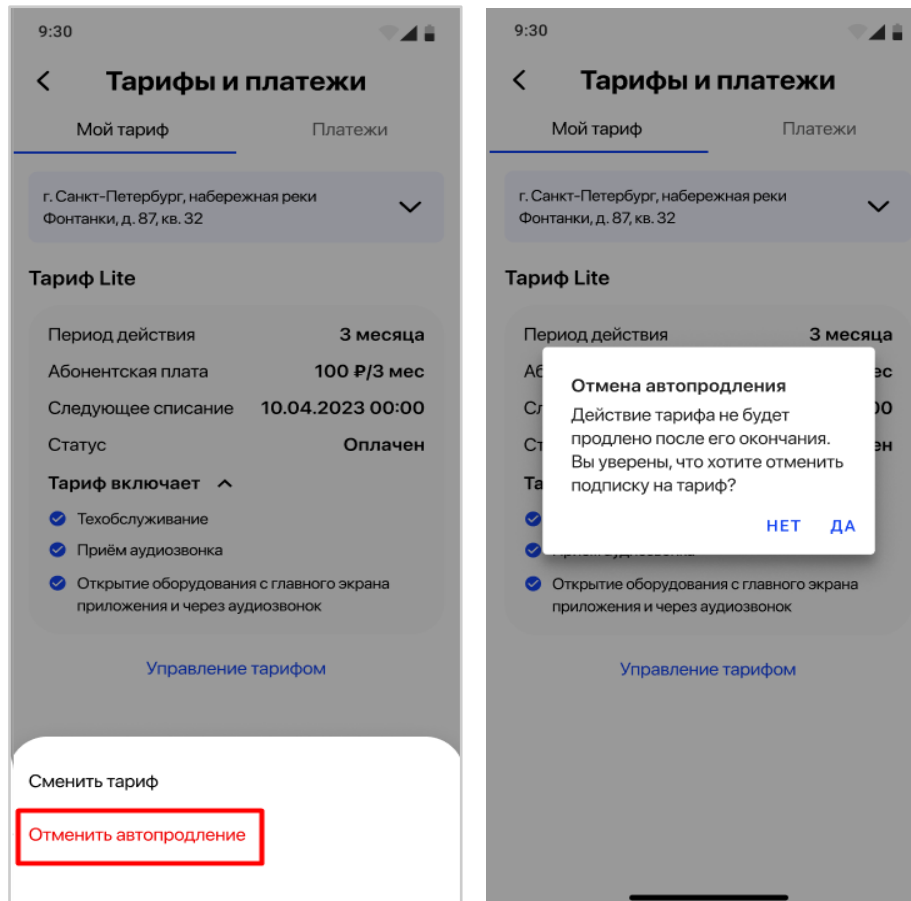 9:30
Тарифы и платежи
Мой тариф
Платежи
г. Санкт-Петербург, набережная реки
Фонтанки, д. 87, кв. 32
Тариф Lite
Период действия 3 месяца
Абонентская плата 100 ₽/3 мес
Следующее списание 10.04.2023 00:00
Статус Оплачен
Тариф включает
Техобслуживание
Приём аудиозвонка
Открытие оборудования с главного экрана
приложения и через аудиозвонок
Управление тарифом
Сменить тариф
Отменить автопродление
9:30
Тарифы и платежи
Мой тариф
Платежи
г. Санкт-Петербург, набережная реки
Фонтанки, д. 87, кв. 32
Тариф Lite
Период действия 3 месяца
Отмена автопродления
Действие тарифа не будет
продлено после его окончания.
Вы уверены, что хотите отменить
подписку на тариф?
НЕТ ДА
Открытие оборудования с главного экрана
приложения и через аудиозвонок
Управление тарифом